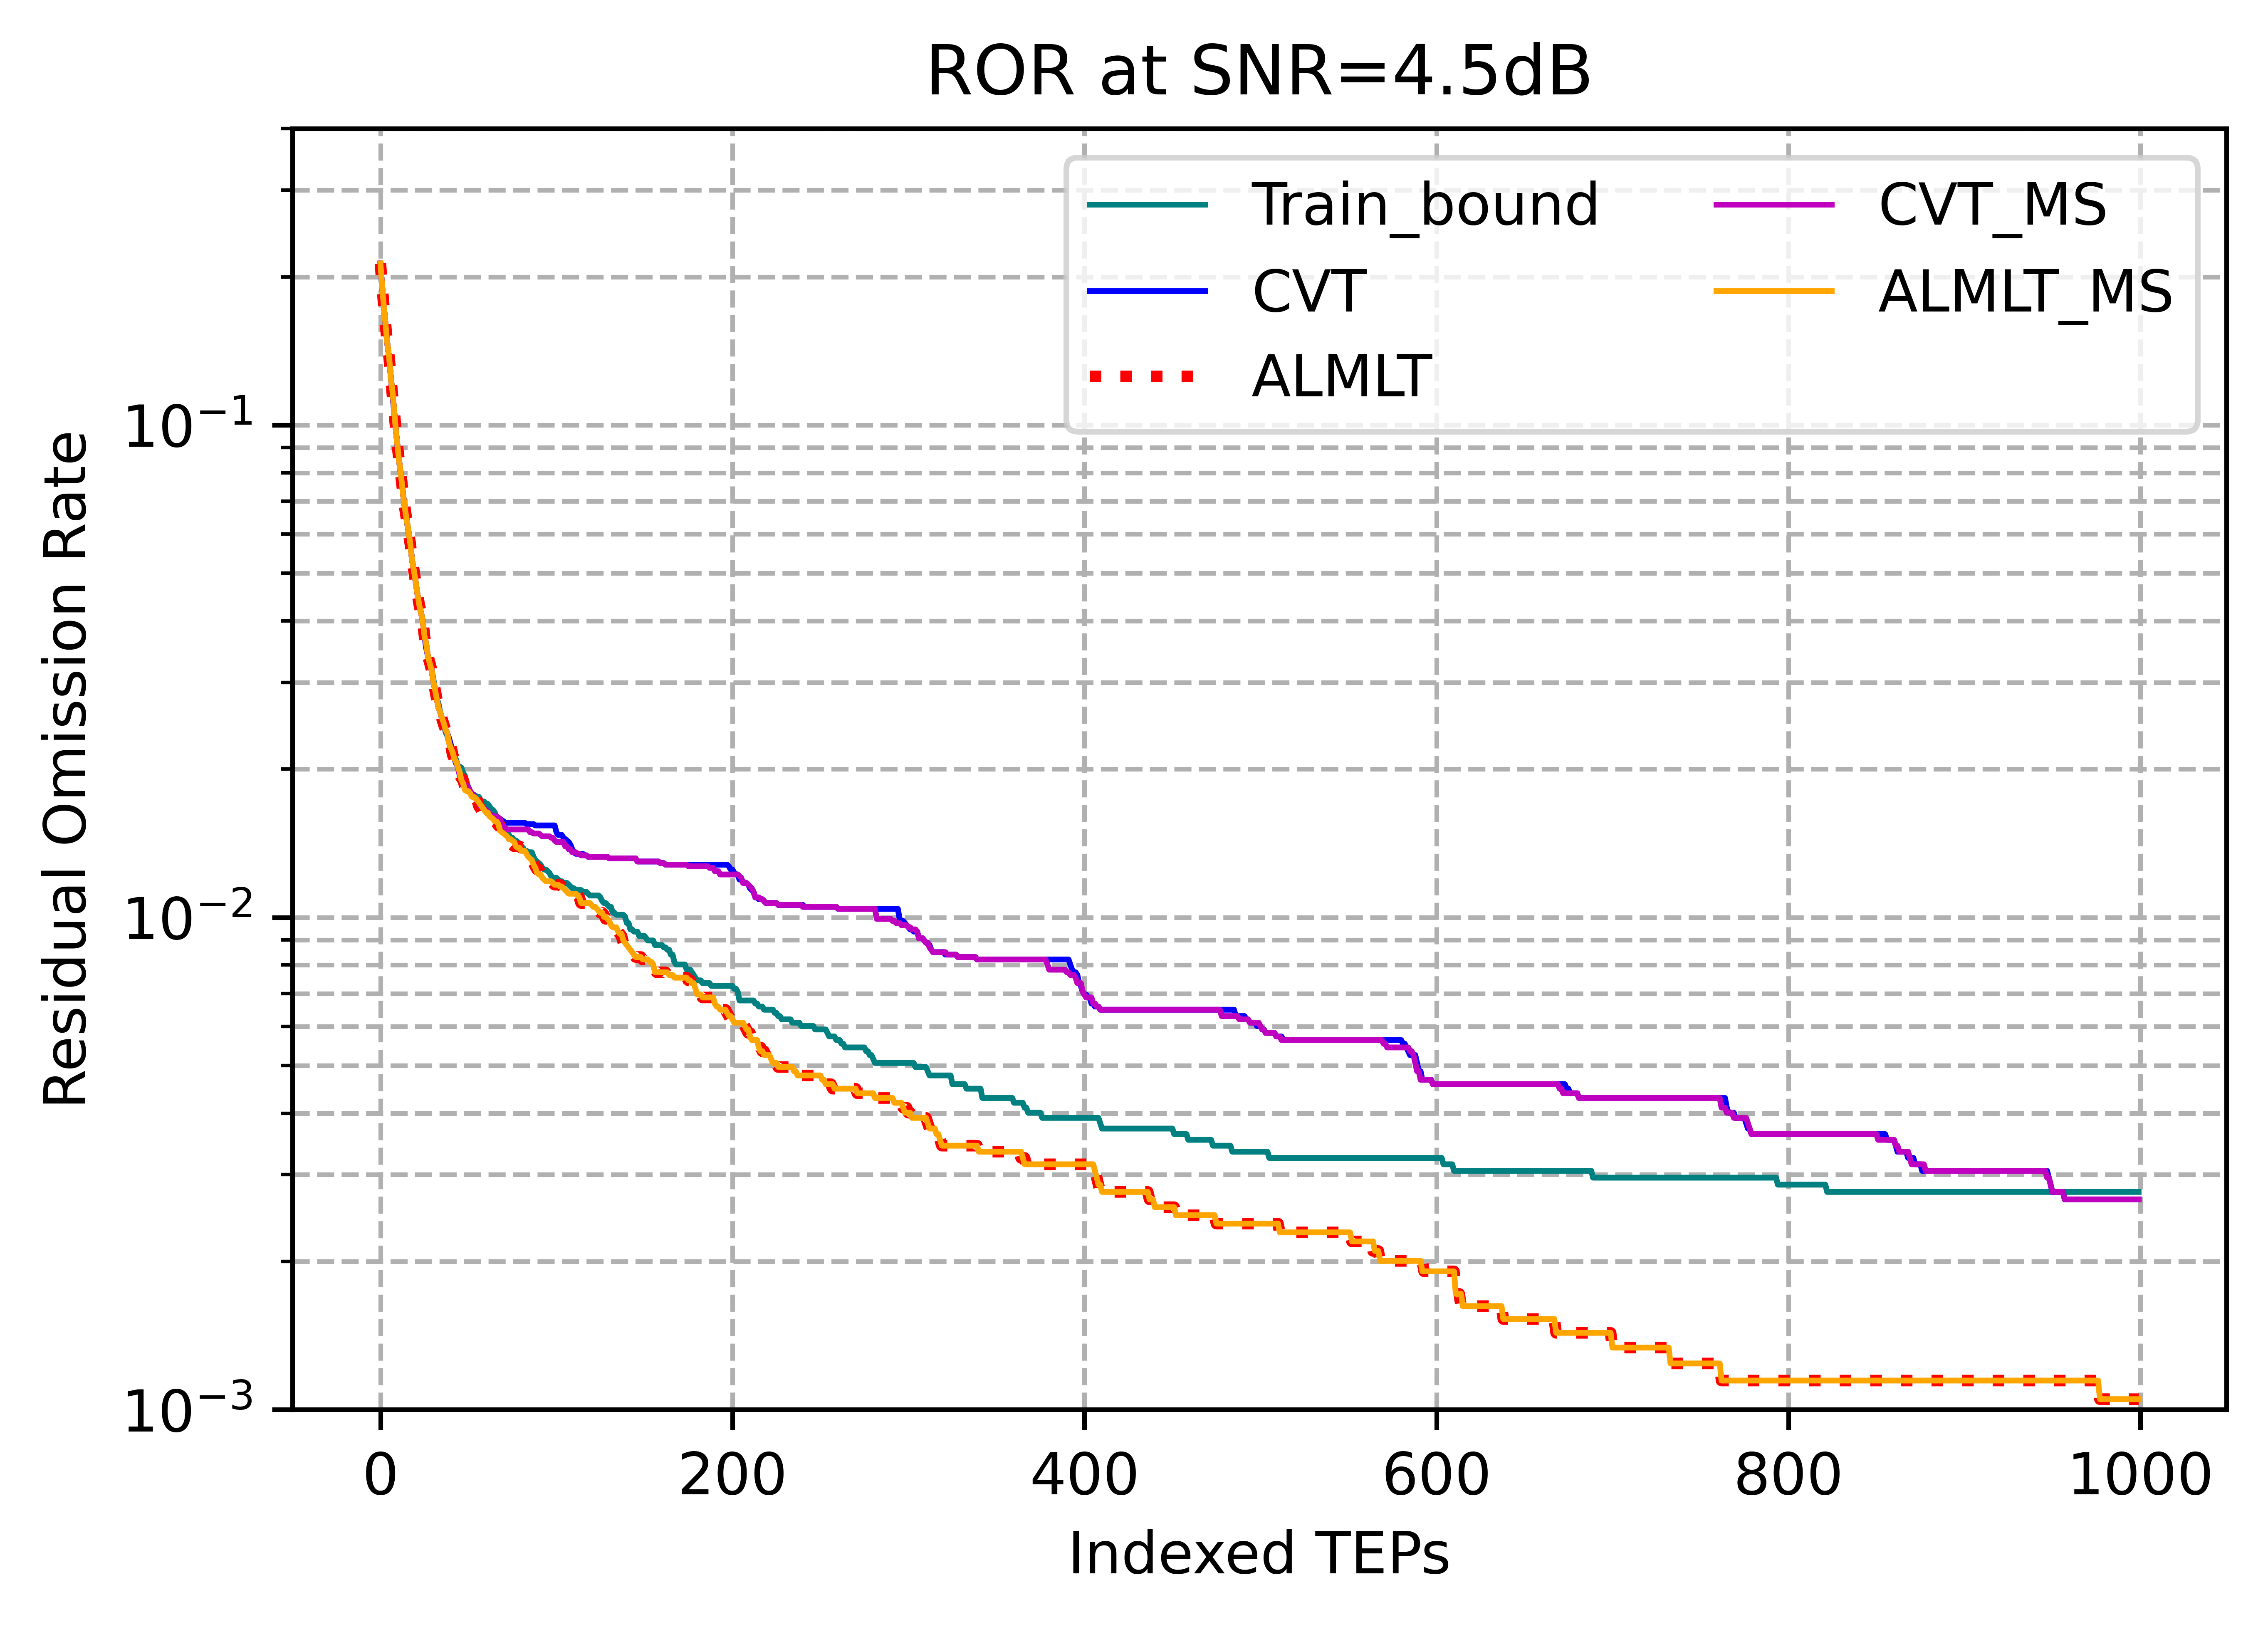 ROR at SNR=4.5dB
Train_bound
CVT
ALMLT
CVT_MS
ALMLT_MS
Residual Omission Rate
10⁻¹
10⁻²
10⁻³
0 200 400 600 800 1000
Indexed TEPs